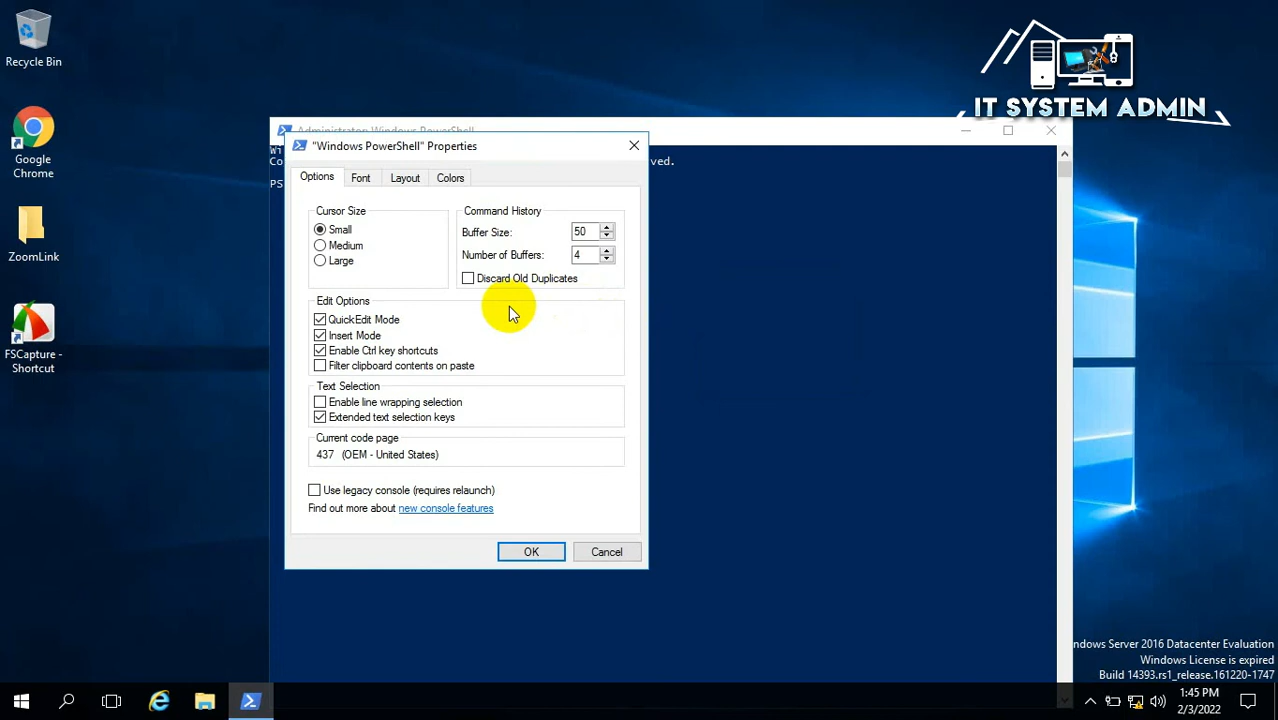 Recycle Bin
Google
Chrome
ZoomLink
FSCapture -
Shortcut
IT SYSTEM ADMIN
Administrator: Windows PowerShell
ved.
PS
"Windows PowerShell" Properties
Options Font Layout Colors
Cursor Size
Small
Medium
Large
Command History
Buffer Size: 50
Number of Buffers: 4
Discard Old Duplicates
Edit Options
QuickEdit Mode
Insert Mode
Enable Ctrl key shortcuts
Filter clipboard contents on paste
Text Selection
Enable line wrapping selection
Extended text selection keys
Current code page
437 (OEM - United States)
Use legacy console (requires relaunch)
Find out more about new console features
OK Cancel
ndows Server 2016 Datacenter Evaluation
Windows License is expired
Build 14393.rs1_release.161220-1747
1:45 PM
2/3/2022